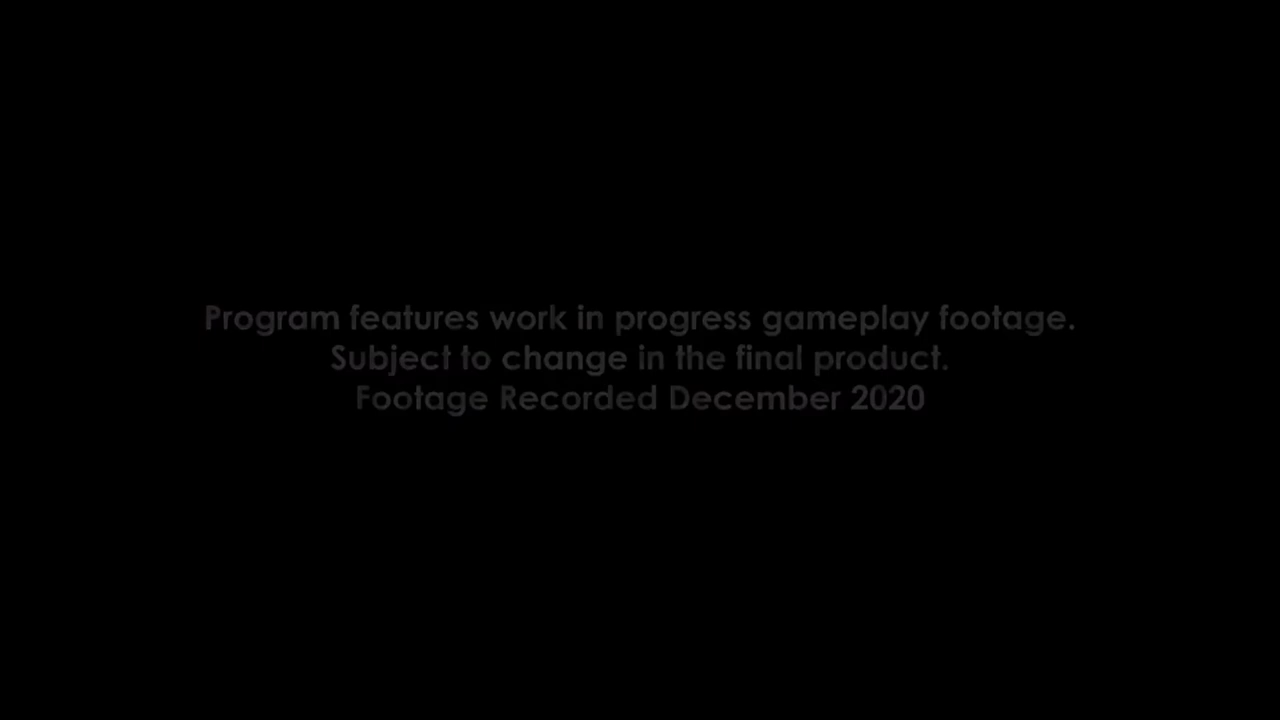 Program features work in progress gameplay footage.
Subject to change in the final product.
Footage Recorded December 2020